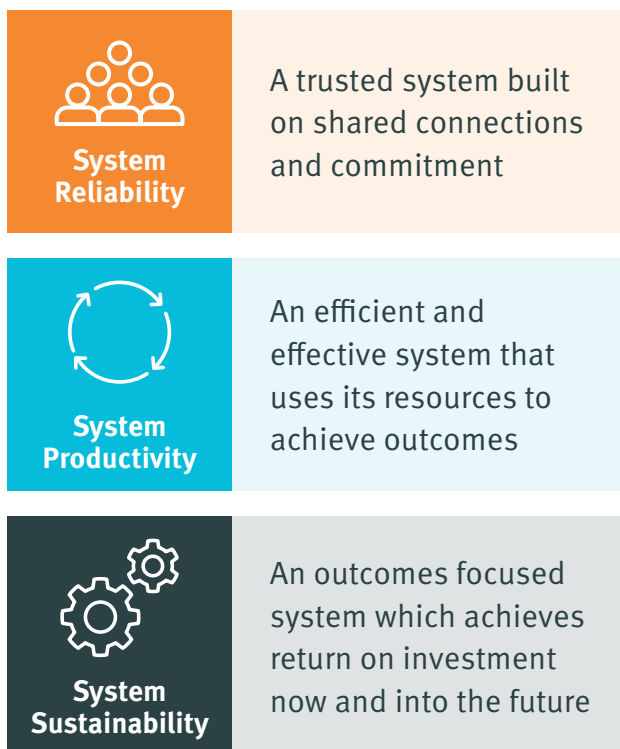 System
Reliability
A trusted system built
on shared connections
and commitment
System
Productivity
An efficient and
effective system that
uses its resources to
achieve outcomes
System
Sustainability
An outcomes focused
system which achieves
return on investment
now and into the future